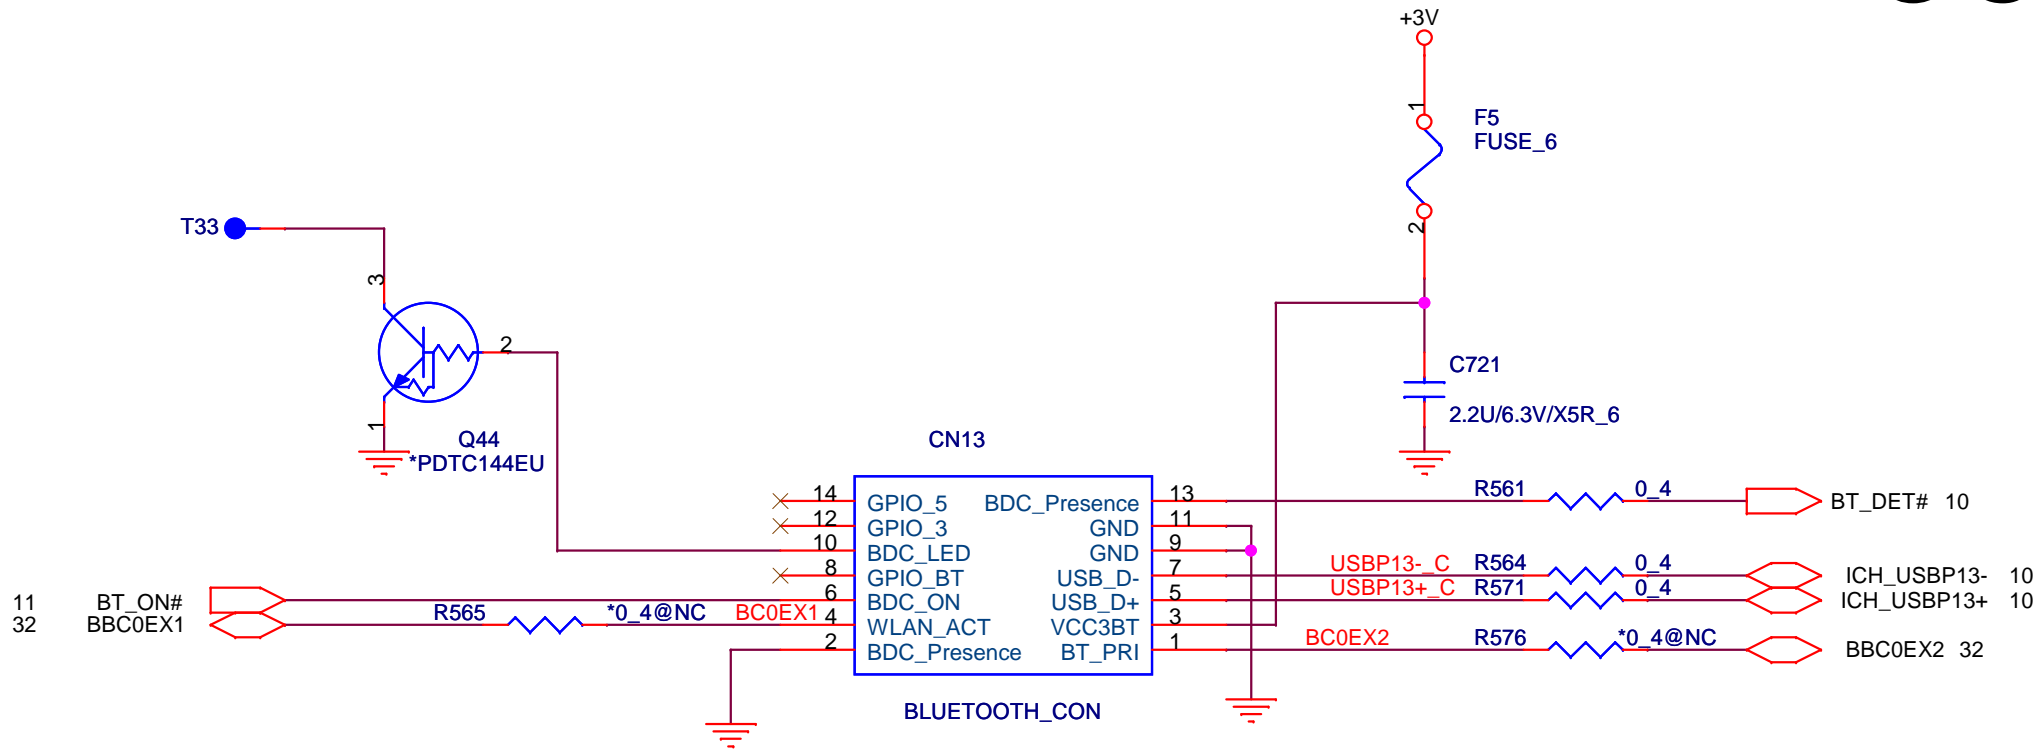 +3V
1
F5
FUSE_6
2
T33
3
2
1
Q44
*PDTC144EU
C721
2.2U/6.3V/X5R_6
CN13
14 GPIO_5 BDC_Presence 13 R561 0_4 BT_DET# 10
12 GPIO_3 GND 11
10 BDC_LED GND 9
8 GPIO_BT USB_D- 7 USBP13-_C R564 0_4 ICH_USBP13- 10
11 BT_ON# 6 BDC_ON USB_D+ 5 USBP13+_C R571 0_4 ICH_USBP13+ 10
32 BBC0EX1 R565 *0_4@NC BC0EX1 4 WLAN_ACT VCC3BT 3
2 BDC_Presence BT_PRI 1 BC0EX2 R576 *0_4@NC BBC0EX2 32
BLUETOOTH_CON